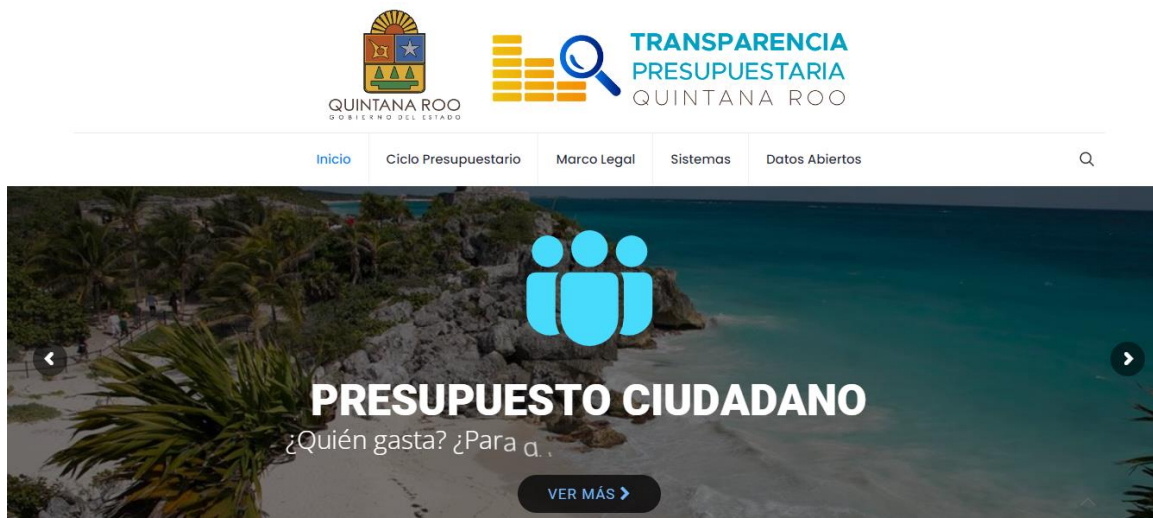 QUINTANA ROO
GOBIERNO DEL ESTADO
TRANSPARENCIA
PRESUPUESTARIA
QUINTANA ROO
Inicio
Ciclo Presupuestario
Marco Legal
Sistemas
Datos Abiertos
PRESUPUESTO CIUDADANO
¿Quién gasta? ¿Para
VER MÁS